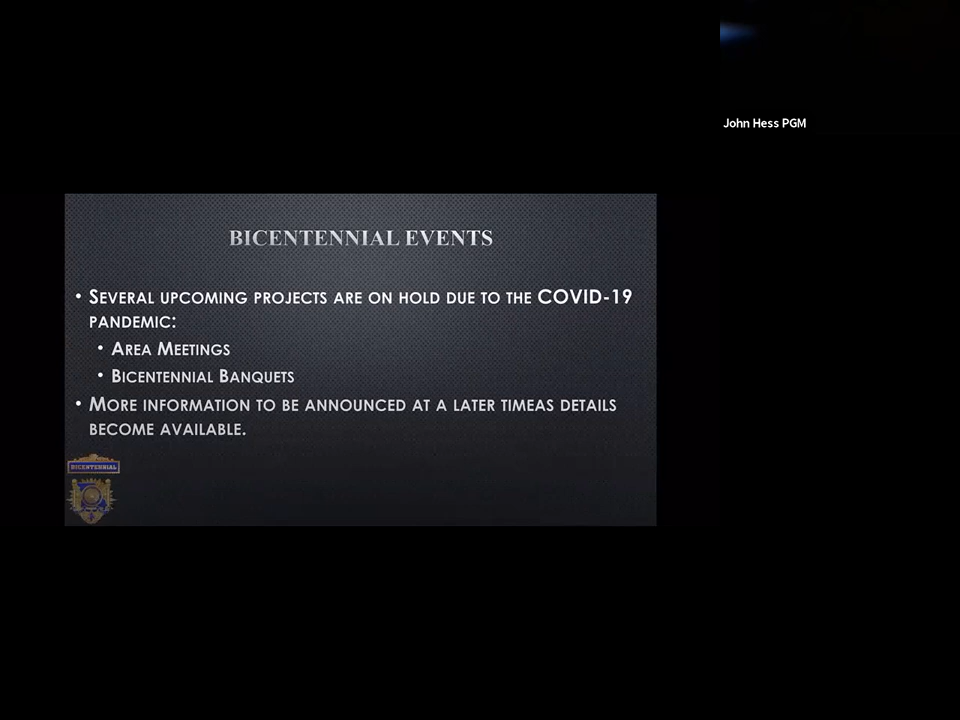 John Hess PGM
BICENTENNIAL EVENTS
• SEVERAL UPCOMING PROJECTS ARE ON HOLD DUE TO THE COVID-19
PANDEMIC:
• AREA MEETINGS
• BICENTENNIAL BANQUETS
• MORE INFORMATION TO BE ANNOUNCED AT A LATER TIMEAS DETAILS
BECOME AVAILABLE.
BICENTENNIAL